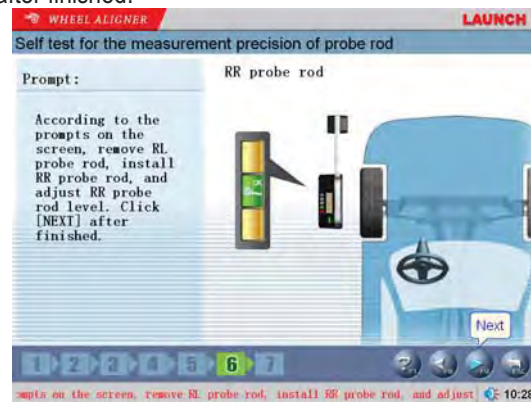 after finished.
WHEEL ALIGNER
LAUNCH
Self test for the measurement precision of probe rod
Prompt:
RR probe rod
According to the
prompts on the
screen, remove RL
probe rod, install
RR probe rod, and
adjust RR probe
rod level. Click
[NEXT] after
finished.
Next
1 2 3 4 5 6 7
on the screen, remove RL probe rod, install RR probe rod, and adjust
10:28